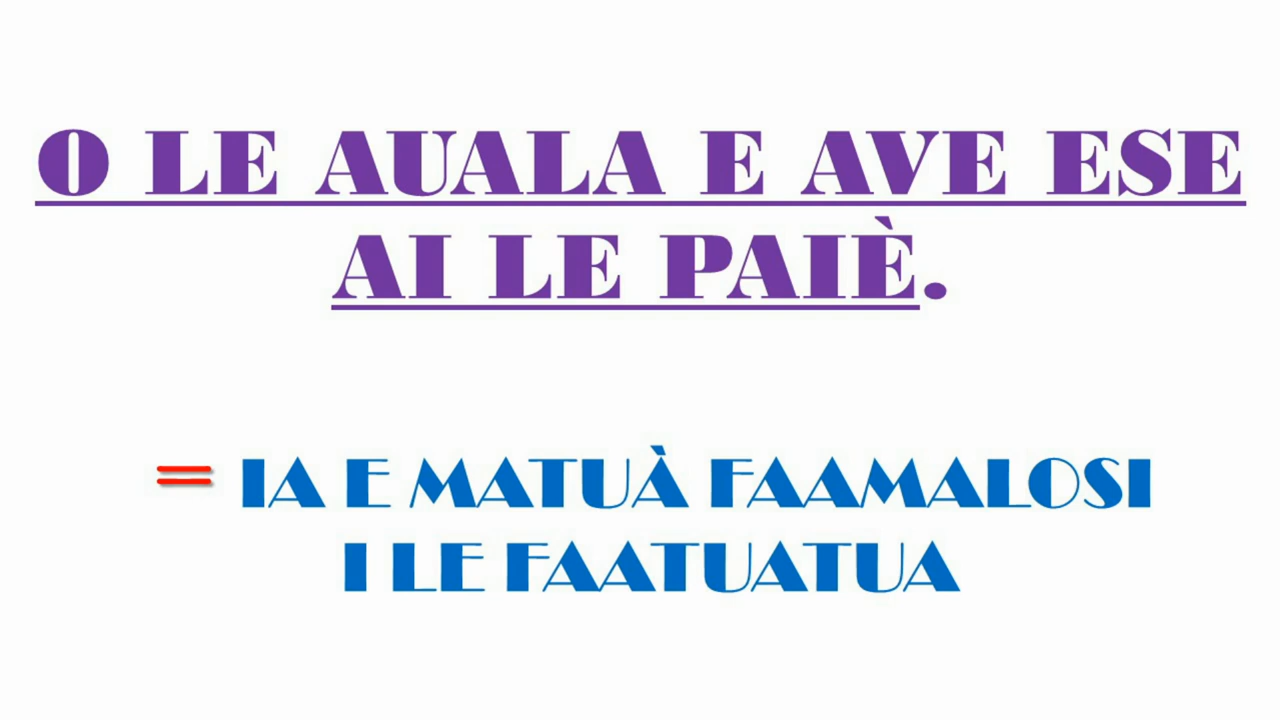 O LE AUALA E AVE ESE
AI LE PAIÈ.
= IA E MATUÀ FAAMALOSI
I LE FAATUATUA